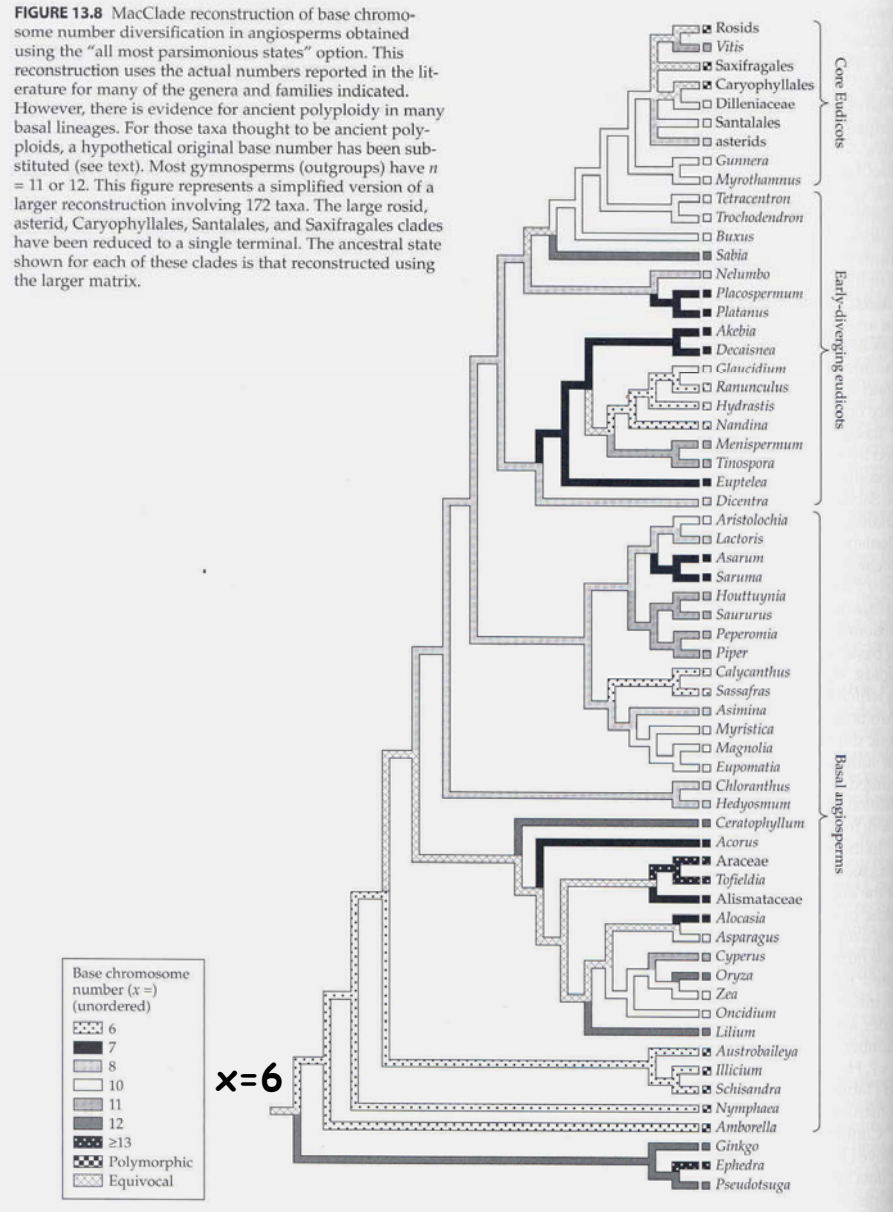 FIGURE 13.8 MacClade reconstruction of base chromo-
some number diversification in angiosperms obtained
using the “all most parsimonious states” option. This
reconstruction uses the actual numbers reported in the lit-
erature for many of the genera and families indicated.
However, there is evidence for ancient polyploidy in many
basal lineages. For those taxa thought to be ancient poly-
ploids, a hypothetical original base number has been sub-
stituted (see text). Most gymnosperms (outgroups) have n
= 11 or 12. This figure represents a simplified version of a
larger reconstruction involving 172 taxa. The large rosid,
asterid, Caryophyllales, Santalales, and Saxifragales clades
have been reduced to a single terminal. The ancestral state
shown for each of these clades is that reconstructed using
the larger matrix.
Rosids
Vitis
Saxifragales
Caryophyllales
Dilleniaceae
Santalales
asterids
Gunnera
Myrothamnus
Core Eudicots
Tetracentron
Trochodendron
Buxus
Sabia
Nelumbo
Placospermum
Platanus
Akebia
Decaisnea
Glaucidium
Ranunculus
Hydrastis
Nandina
Menispermum
Tinospora
Euptelea
Dicentra
Early-diverging eudicots
Aristolochia
Lactoris
Asarum
Saruma
Houttuynia
Saururus
Peperomia
Piper
Calycanthus
Sassafras
Asimina
Myristica
Magnolia
Eupomatia
Chloranthus
Hedyosmum
Ceratophyllum
Acorus
Araceae
Tofieldia
Alismataceae
Alocasia
Asparagus
Cyperus
Oryza
Zea
Oncidium
Lilium
Austrobaileya
Illicium
Schisandra
Nymphaea
Amborella
Basal angiosperms
Ginkgo
Ephedra
Pseudotsuga
x=6
Base chromosome
number (x =)
(unordered)
6
7
8
10
11
12
≥13
Polymorphic
Equivocal